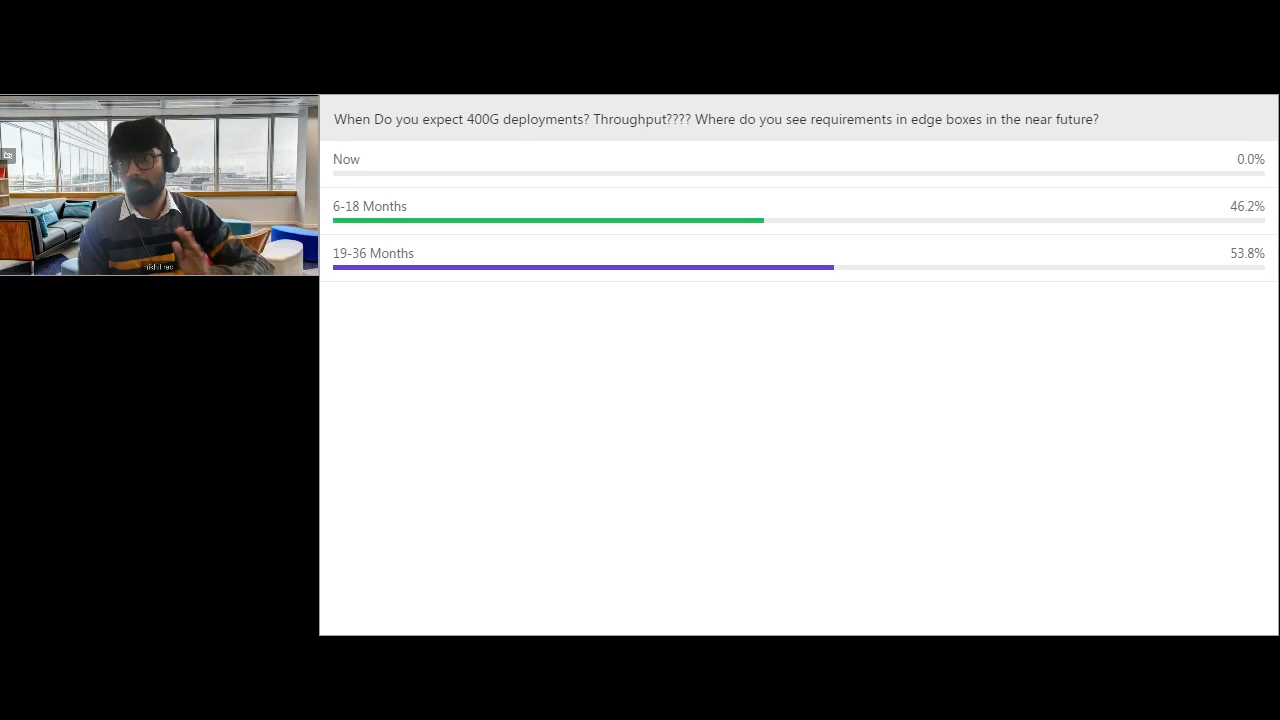 When Do you expect 400G deployments? Throughput???? Where do you see requirements in edge boxes in the near future?
Now 0.0%
6-18 Months 46.2%
19-36 Months 53.8%